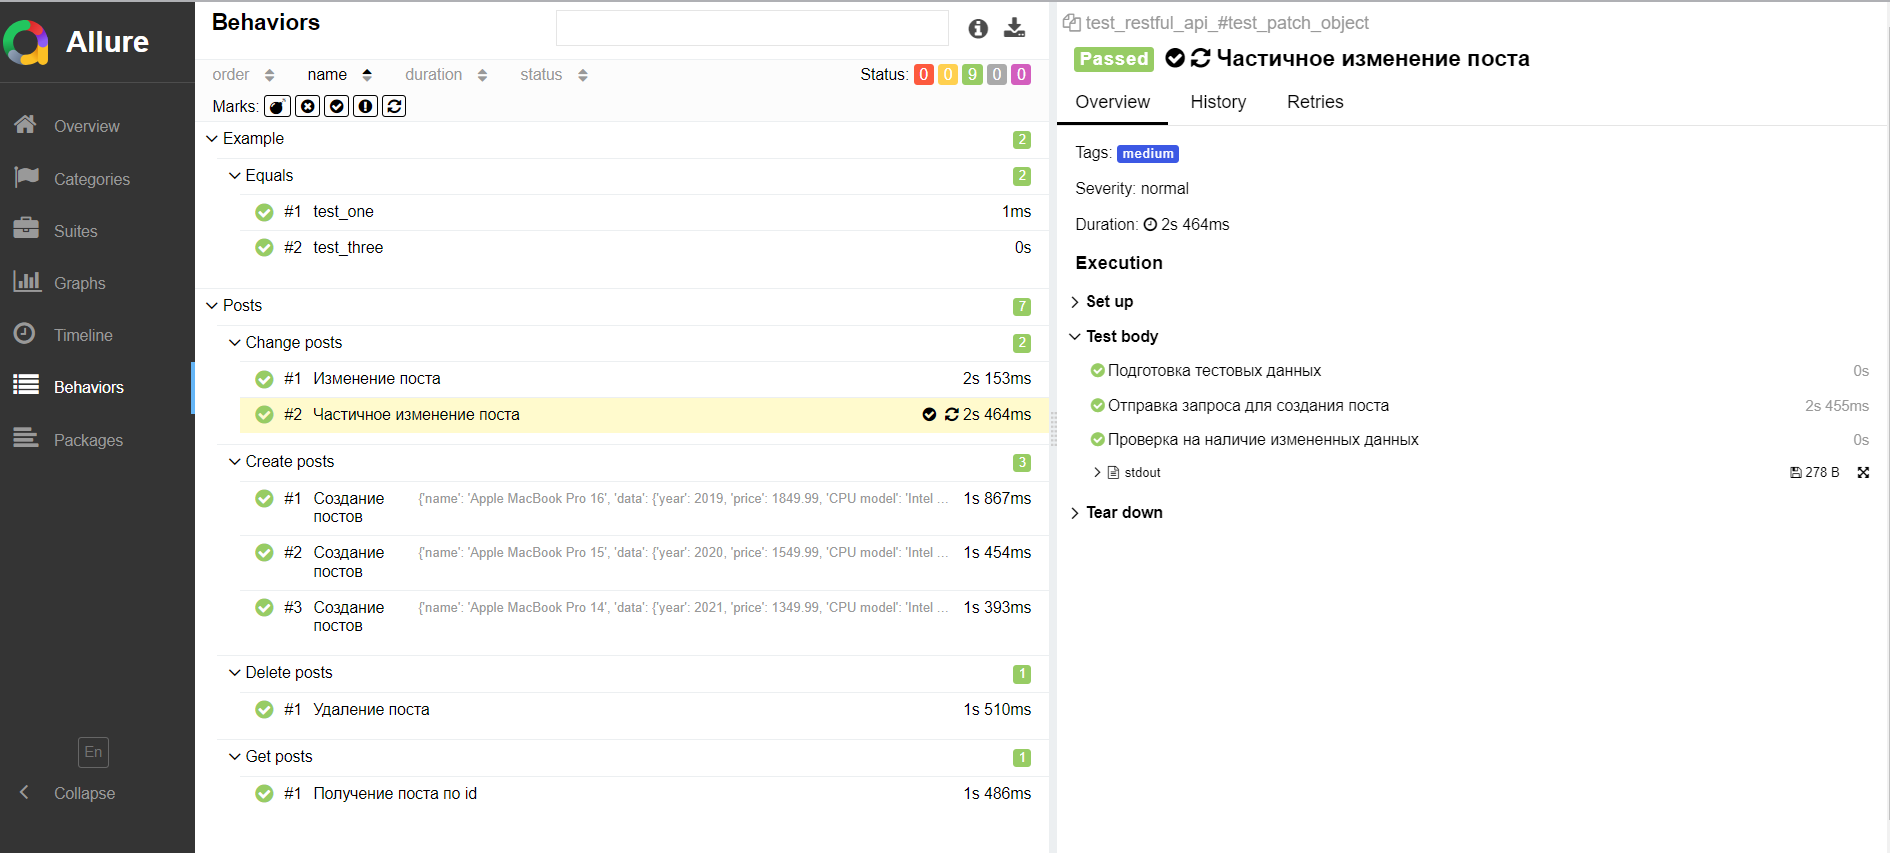 Allure
Overview
Categories
Suites
Graphs
Timeline
Behaviors
Packages
En
Collapse
Behaviors
order name duration status Status: 0 0 9 0 0
Marks:
Example 2
Equals 2
#1 test_one 1ms
#2 test_three 0s
Posts 7
Change posts 2
#1 Изменение поста 2s 153ms
#2 Частичное изменение поста 2s 464ms
Create posts 3
#1 Создание постов {'name': 'Apple MacBook Pro 16', 'data': {'year': 2019, 'price': 1849.99, 'CPU model': 'Intel ... 1s 867ms
#2 Создание постов {'name': 'Apple MacBook Pro 15', 'data': {'year': 2020, 'price': 1549.99, 'CPU model': 'Intel ... 1s 454ms
#3 Создание постов {'name': 'Apple MacBook Pro 14', 'data': {'year': 2021, 'price': 1349.99, 'CPU model': 'Intel ... 1s 393ms
Delete posts 1
#1 Удаление поста 1s 510ms
Get posts 1
#1 Получение поста по id 1s 486ms
test_restful_api_#test_patch_object
Passed Частичное изменение поста
Overview History Retries
Tags: medium
Severity: normal
Duration: 2s 464ms
Execution
Set up
Test body
Подготовка тестовых данных 0s
Отправка запроса для создания поста 2s 455ms
Проверка на наличие измененных данных 0s
stdout 278 B
Tear down